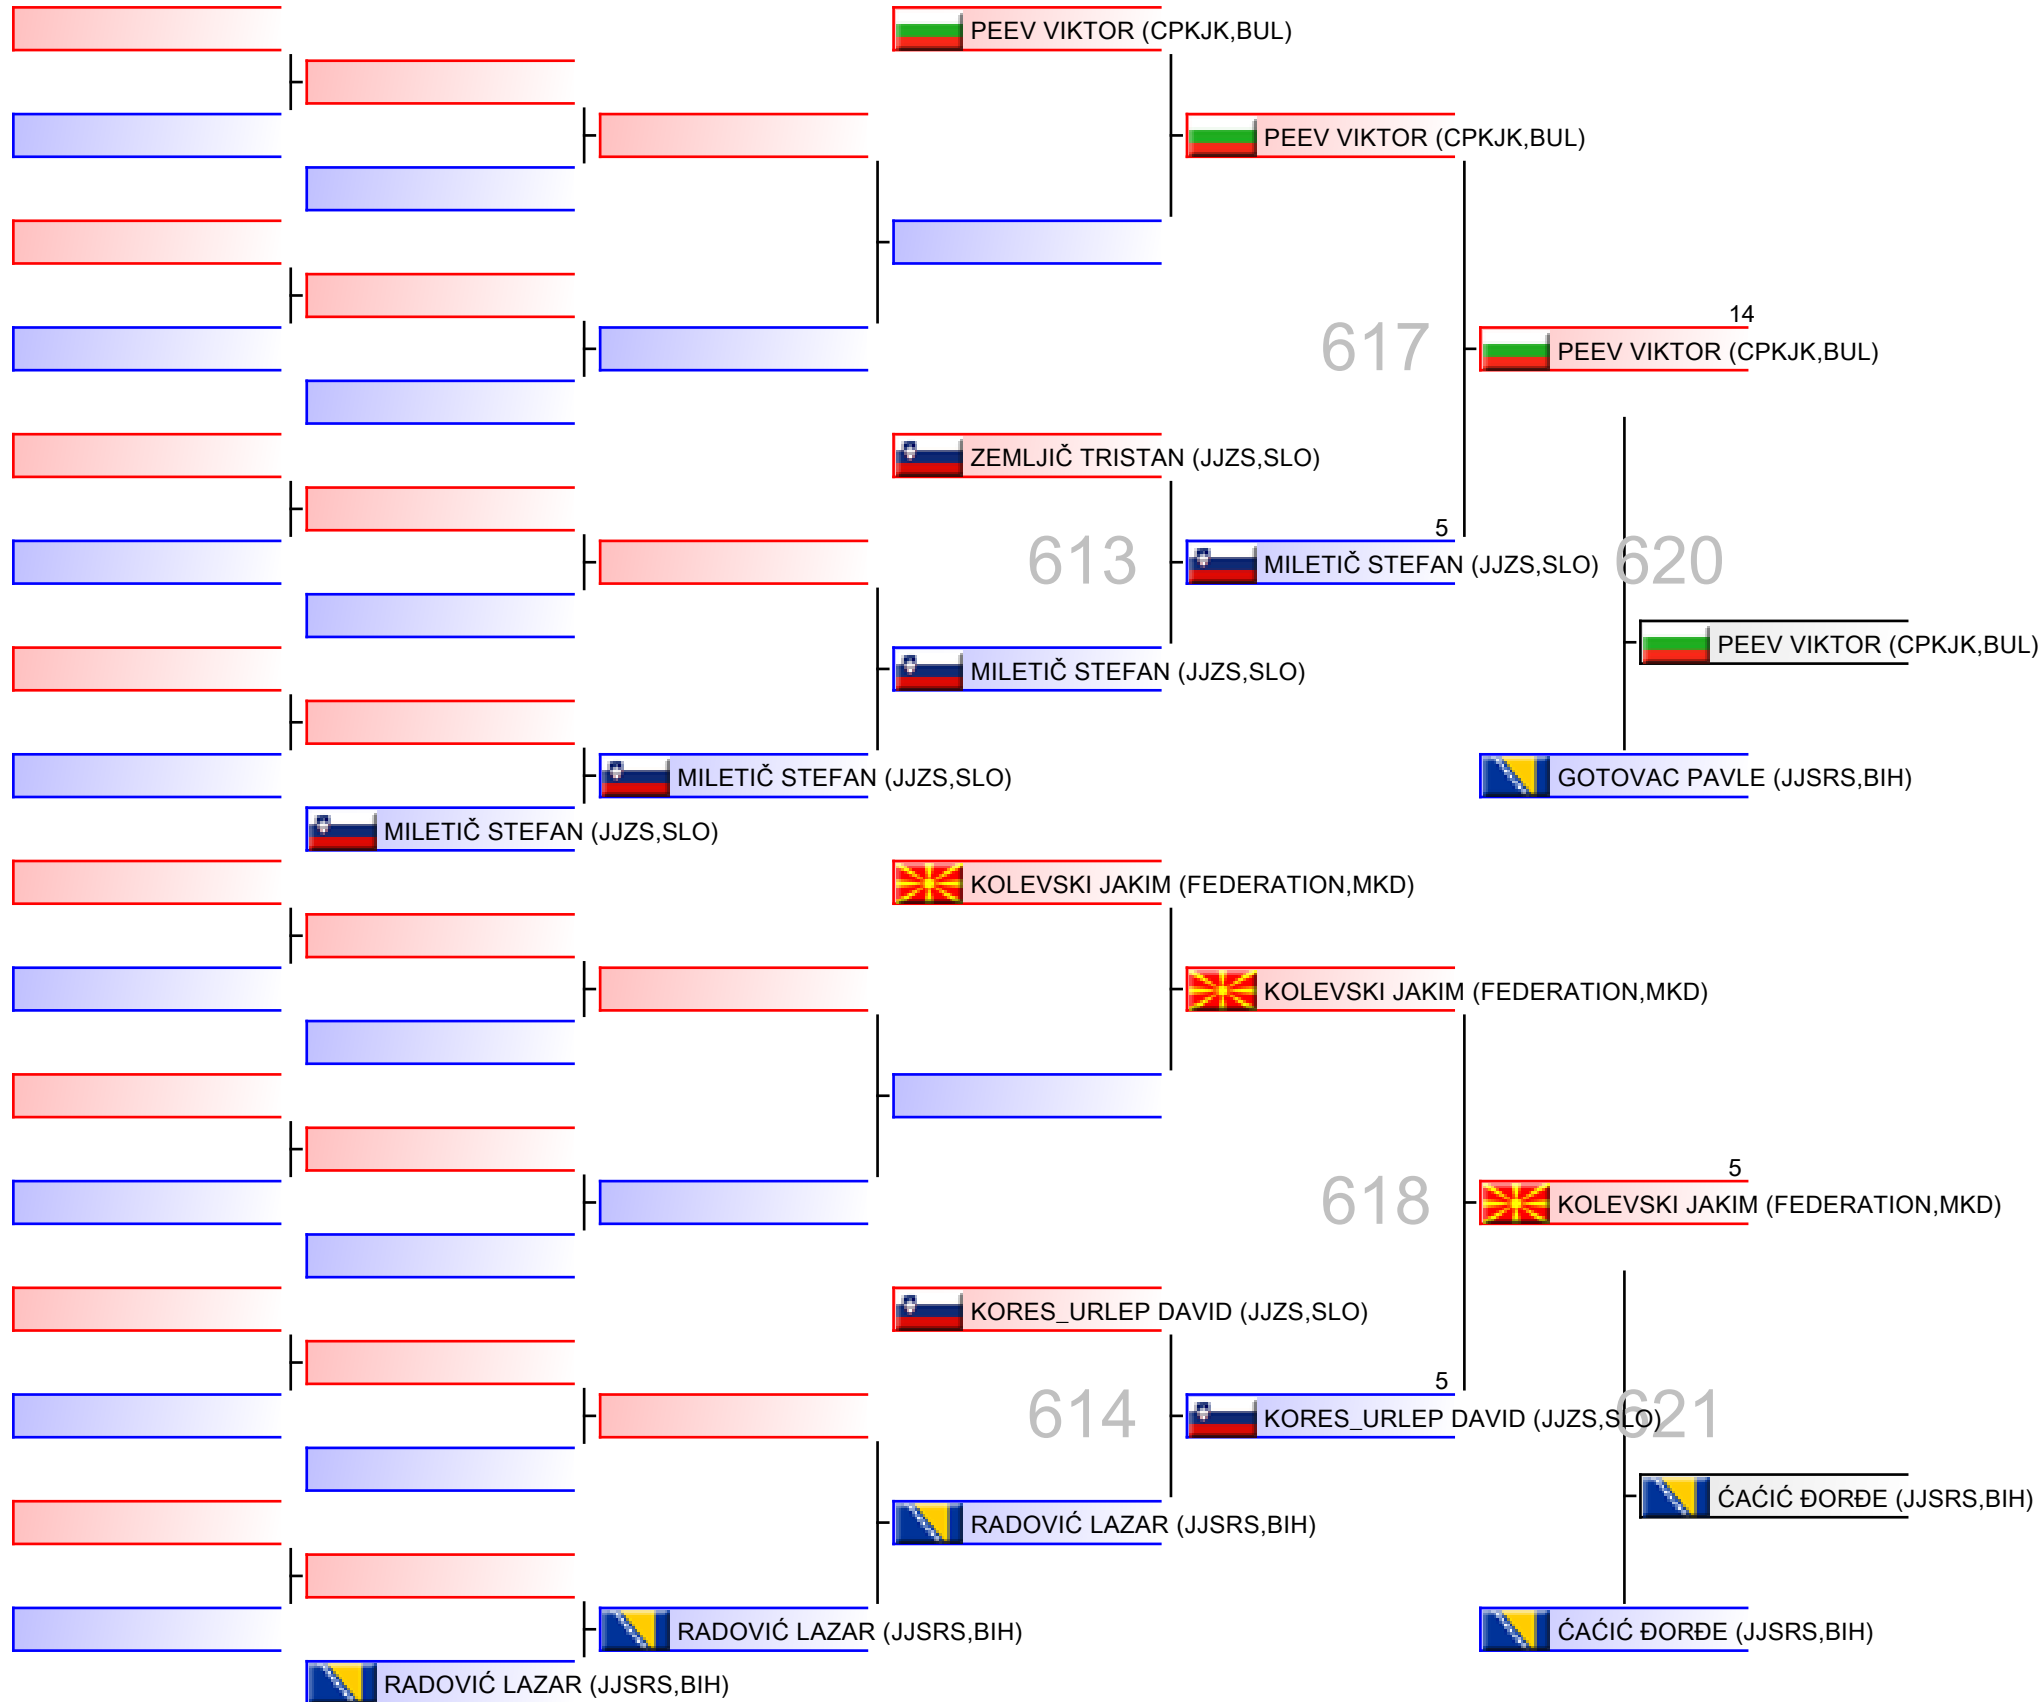 PEEV VIKTOR (CPKJK,BUL)
PEEV VIKTOR (CPKJK,BUL)
14
617
PEEV VIKTOR (CPKJK,BUL)
ZEMLJIČ TRISTAN (JJZS,SLO)
5
613
MILETIČ STEFAN (JJZS,SLO)
620
PEEV VIKTOR (CPKJK,BUL)
MILETIČ STEFAN (JJZS,SLO)
MILETIČ STEFAN (JJZS,SLO)
GOTOVAC PAVLE (JJSRS,BIH)
MILETIČ STEFAN (JJZS,SLO)
KOLEVSKI JAKIM (FEDERATION,MKD)
KOLEVSKI JAKIM (FEDERATION,MKD)
5
618
KOLEVSKI JAKIM (FEDERATION,MKD)
KORES_URLEP DAVID (JJZS,SLO)
5
614
KORES_URLEP DAVID (JJZS,SLO)
621
ĆAĆIĆ ĐORĐE (JJSRS,BIH)
RADOVIĆ LAZAR (JJSRS,BIH)
RADOVIĆ LAZAR (JJSRS,BIH)
ĆAĆIĆ ĐORĐE (JJSRS,BIH)
RADOVIĆ LAZAR (JJSRS,BIH)